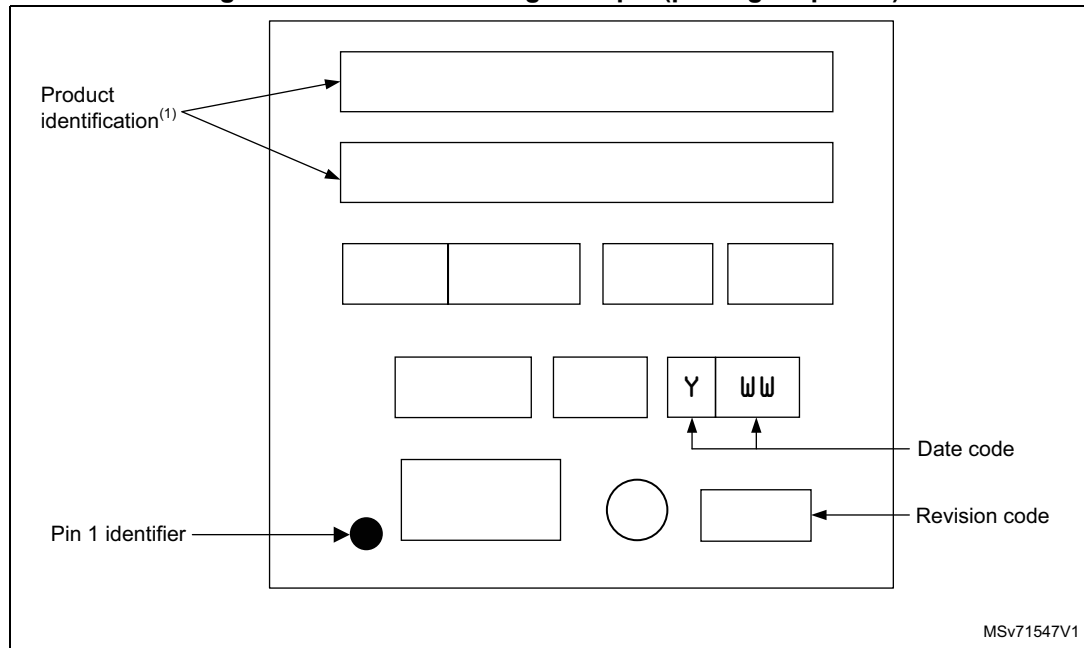 Product
identification(1)
Y WW
Date code
Revision code
Pin 1 identifier
MSv71547V1